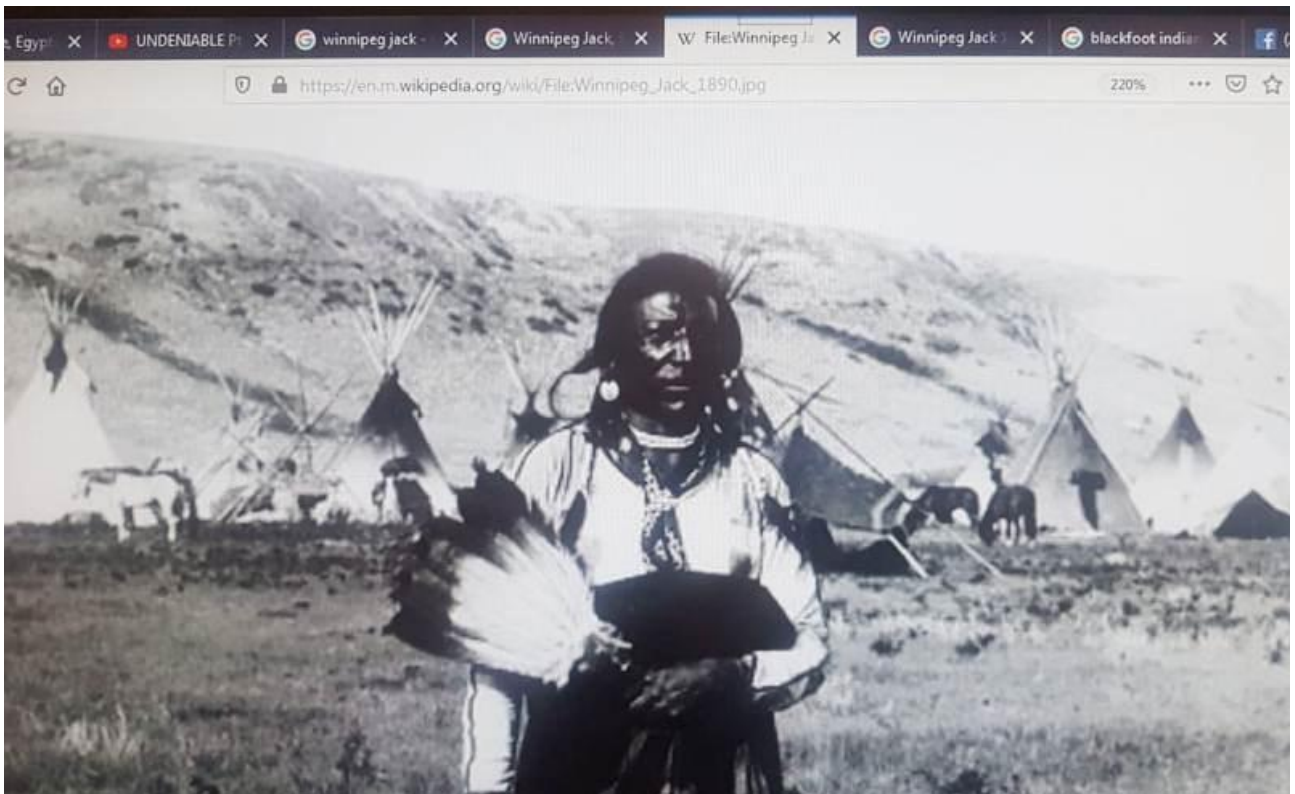 e, Egypt
UNDENIABLE P
winnipeg jack -
Winnipeg Jack,
W File:Winnipeg Ja
Winnipeg Jack
blackfoot indian
https://en.m.wikipedia.org/wiki/File:Winnipeg_Jack_1890.jpg
220%